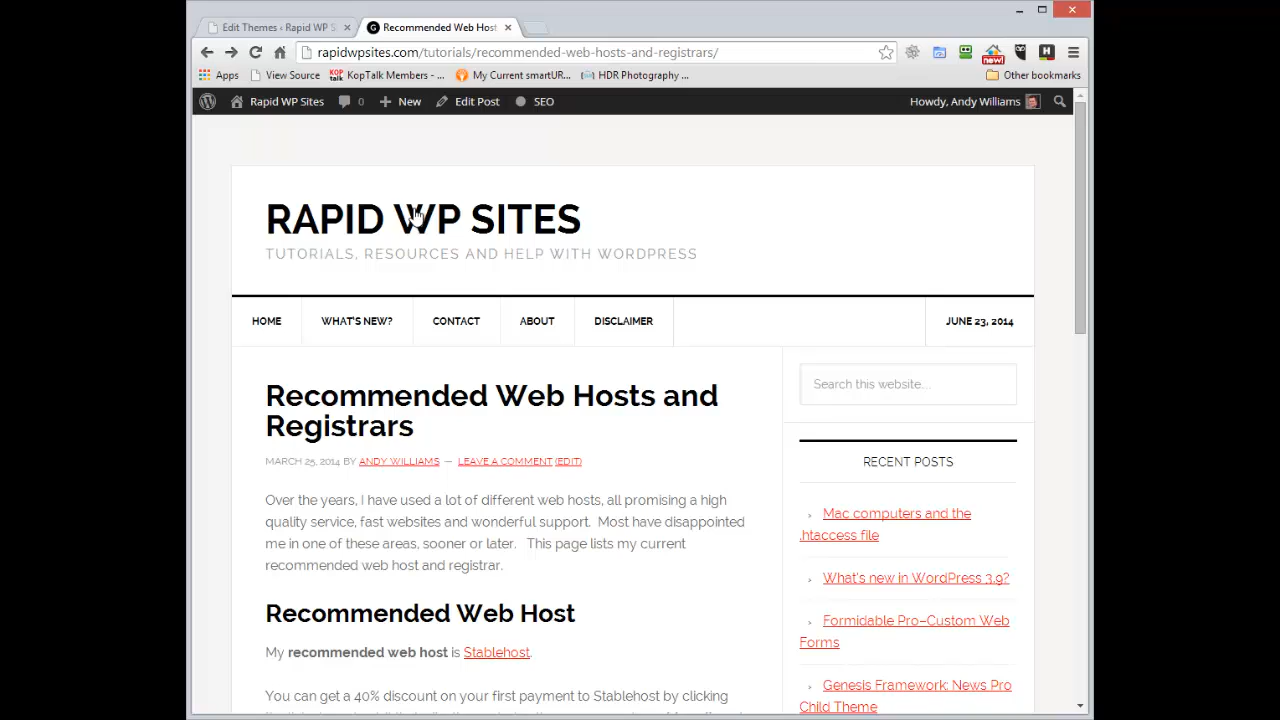 Edit Themes ‹ Rapid WP S
Recommended Web Host
rapidwpsites.com/tutorials/recommended-web-hosts-and-registrars/
Apps View Source KOP talk KopTalk Members - ... My Current smartUR... HDR Photography ... Other bookmarks
now!
H
Rapid WP Sites 0 New Edit Post SEO Howdy, Andy Williams
RAPID WP SITES
TUTORIALS, RESOURCES AND HELP WITH WORDPRESS
HOME WHAT'S NEW? CONTACT ABOUT DISCLAIMER JUNE 23, 2014
Recommended Web Hosts and
Registrars
MARCH 25, 2014 BY ANDY WILLIAMS — LEAVE A COMMENT (EDIT)
Over the years, I have used a lot of different web hosts, all promising a high
quality service, fast websites and wonderful support. Most have disappointed
me in one of these areas, sooner or later. This page lists my current
recommended web host and registrar.
Recommended Web Host
My recommended web host is Stablehost.
You can get a 40% discount on your first payment to Stablehost by clicking
Search this website...
RECENT POSTS
Mac computers and the
.htaccess file
What's new in WordPress 3.9?
Formidable Pro–Custom Web
Forms
Genesis Framework: News Pro
Child Theme